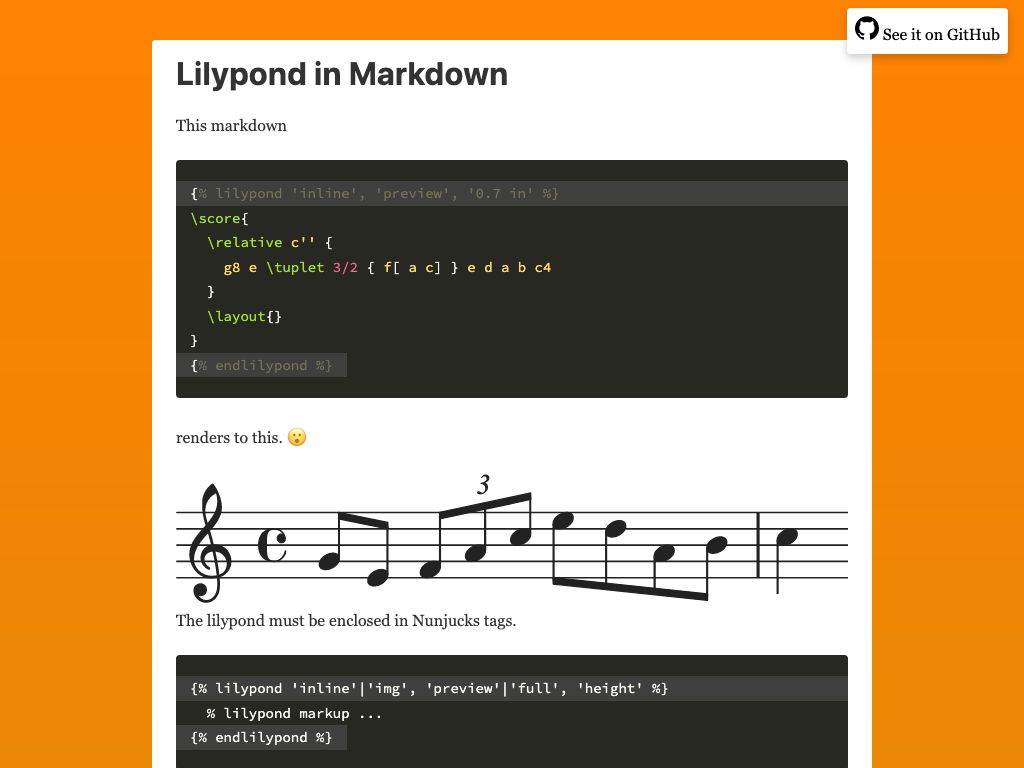 See it on GitHub
Lilypond in Markdown
This markdown
{% lilypond 'inline', 'preview', '0.7 in' %}
\score{
  \relative c'' {
    g8 e \tuplet 3/2 { f[ a c] } e d a b c4
  }
  \layout{}
}
{% endlilypond %}
renders to this. 😮
3
The lilypond must be enclosed in Nunjucks tags.
{% lilypond 'inline'|'img', 'preview'|'full', 'height' %}
  % lilypond markup ...
{% endlilypond %}